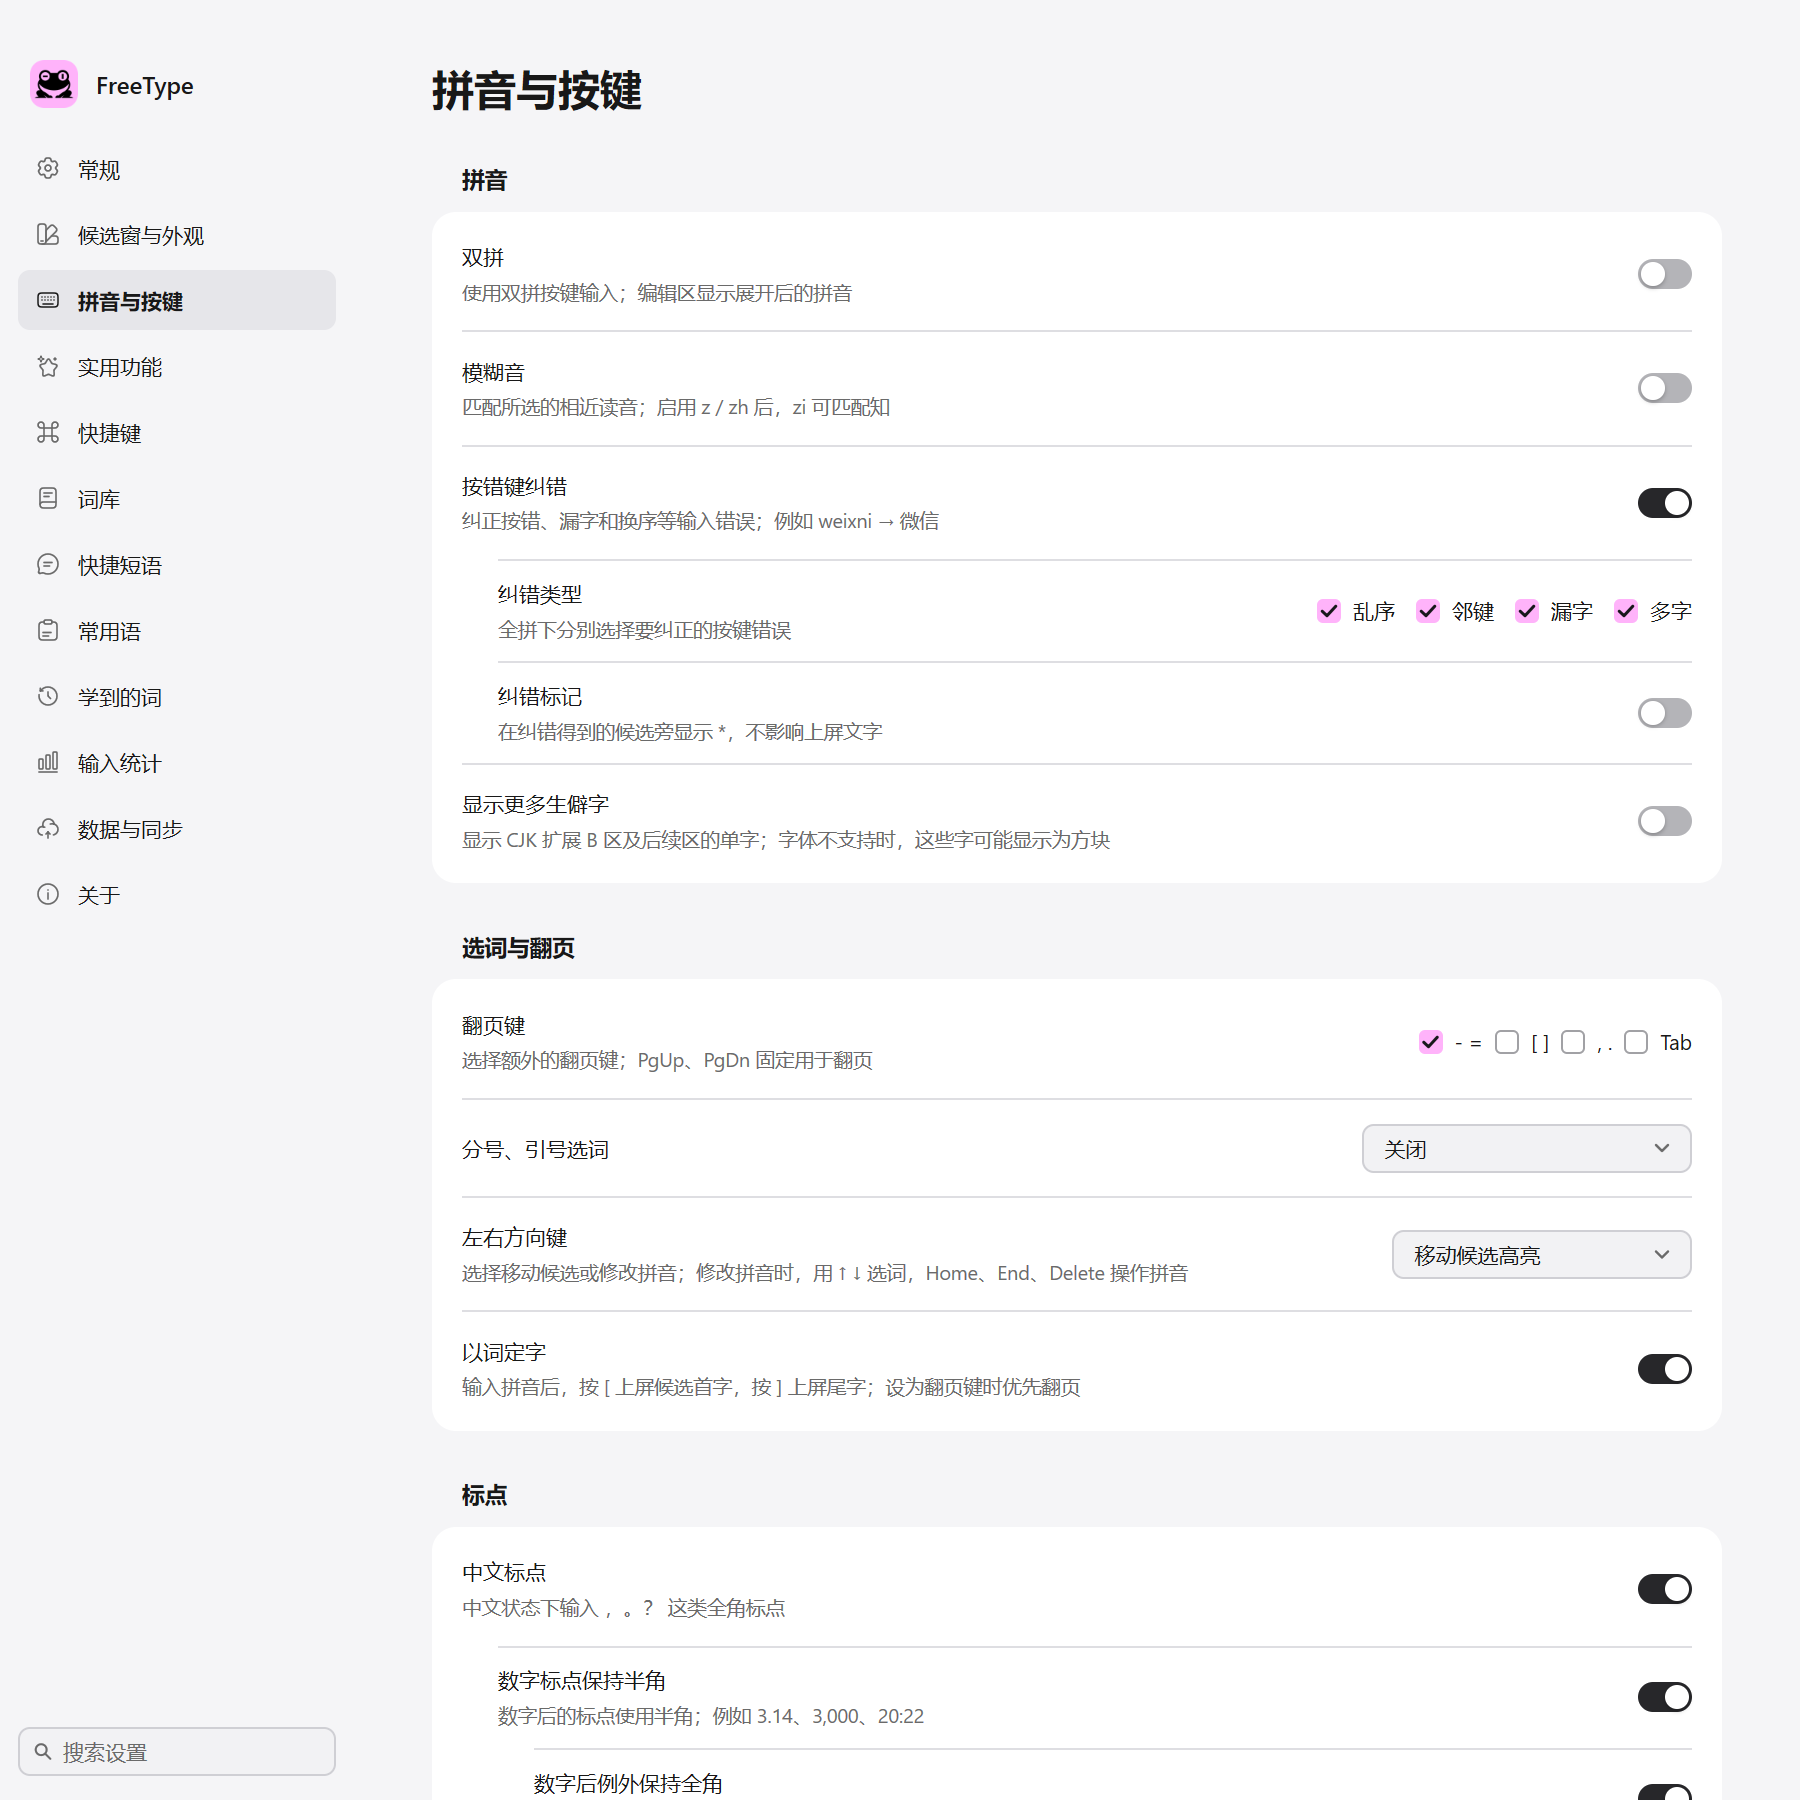 FreeType
常规
候选窗与外观
拼音与按键
实用功能
快捷键
词库
快捷短语
常用语
学到的词
输入统计
数据与同步
关于
搜索设置
拼音与按键
拼音
双拼
使用双拼按键输入；编辑区显示展开后的拼音
模糊音
匹配所选的相近读音；启用 z / zh 后，zi 可匹配知
按错键纠错
纠正按错、漏字和换序等输入错误；例如 weixni → 微信
纠错类型
全拼下分别选择要纠正的按键错误
乱序 邻键 漏字 多字
纠错标记
在纠错得到的候选旁显示 *，不影响上屏文字
显示更多生僻字
显示 CJK 扩展 B 区及后续区的单字；字体不支持时，这些字可能显示为方块
选词与翻页
翻页键
选择额外的翻页键；PgUp、PgDn 固定用于翻页
- = [ ] , . Tab
分号、引号选词
关闭
左右方向键
选择移动候选或修改拼音；修改拼音时，用 ↑ ↓ 选词，Home、End、Delete 操作拼音
移动候选高亮
以词定字
输入拼音后，按 [ 上屏候选首字，按 ] 上屏尾字；设为翻页键时优先翻页
标点
中文标点
中文状态下输入 ，。？ 这类全角标点
数字标点保持半角
数字后的标点使用半角；例如 3.14、3,000、20:22
数字后例外保持全角